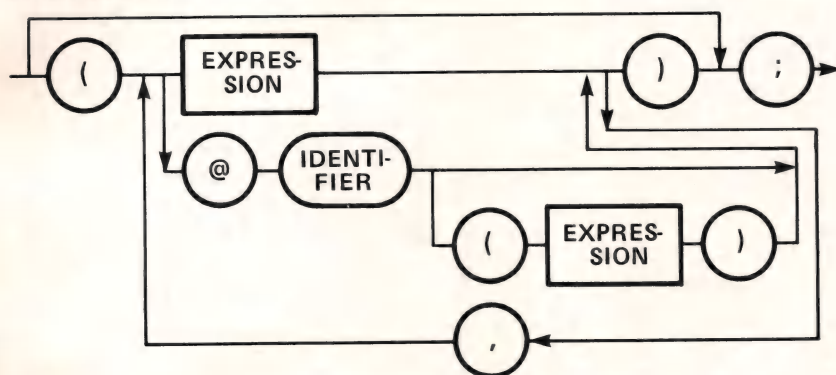 (
EXPRES-
SION
)
;
@
IDENTI-
FIER
(
EXPRES-
SION
)
,